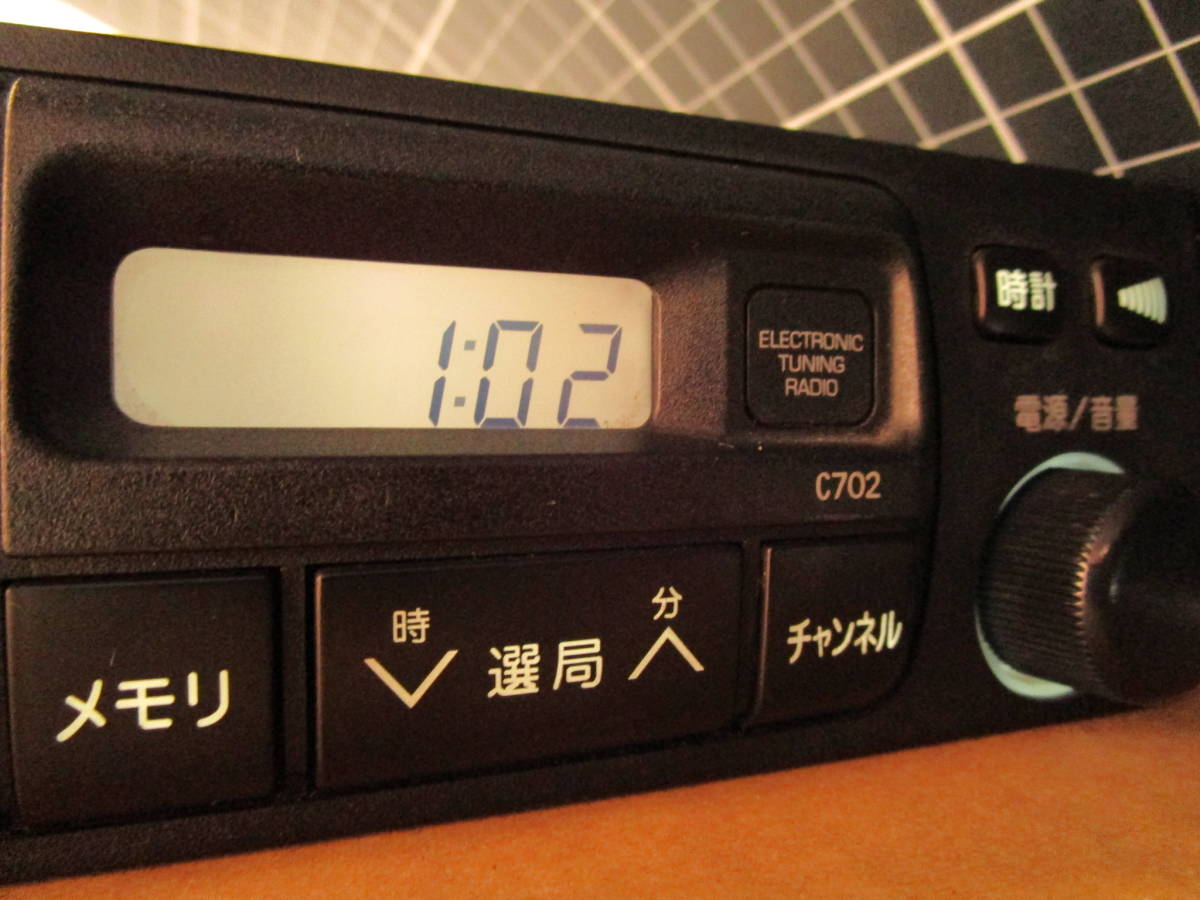 1:02
ELECTRONIC
TUNING
RADIO
C702
時計
電源/音量
メモリ
時
選局
分
チャンネル